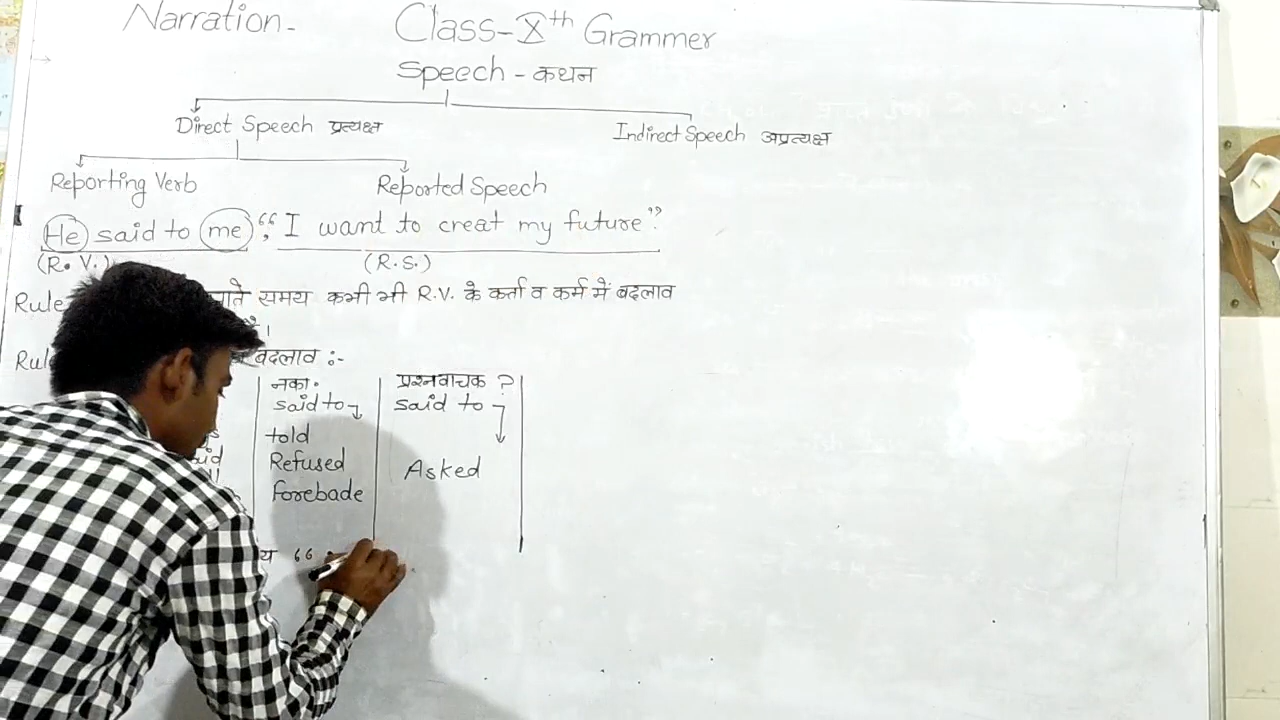 Narration - Class-Xth Grammer
Speech - कथन
Direct Speech प्रत्यक्ष Indirect Speech अप्रत्यक्ष
Reporting Verb Reported Speech
He said to me, “I want to creat my future”.
(R. V.) (R.S.)
Rule समय कभी भी R.V. के कर्ता व कर्म में बदलाव
बदलाव :-
नका. प्रश्नवाचक ?
said to said to
told
Refused Asked
forebade
“